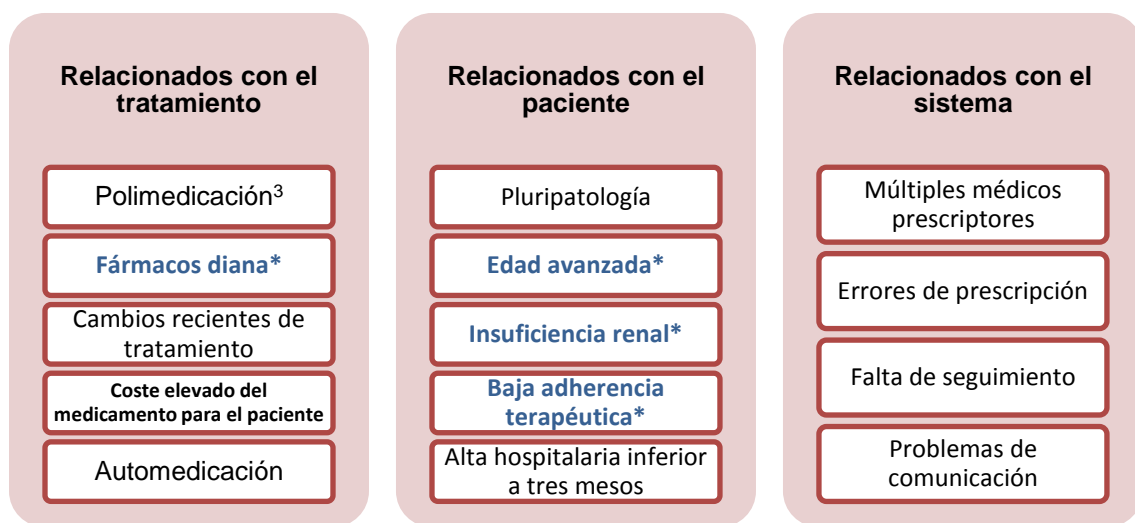 Relacionados con el
tratamiento
Polimedicación³
Fármacos diana*
Cambios recientes de
tratamiento
Coste elevado del
medicamento para el paciente
Automedicación
Relacionados con el
paciente
Pluripatología
Edad avanzada*
Insuficiencia renal*
Baja adherencia
terapéutica*
Alta hospitalaria inferior
a tres mesos
Relacionados con el
sistema
Múltiples médicos
prescriptores
Errores de prescripción
Falta de seguimiento
Problemas de
comunicación